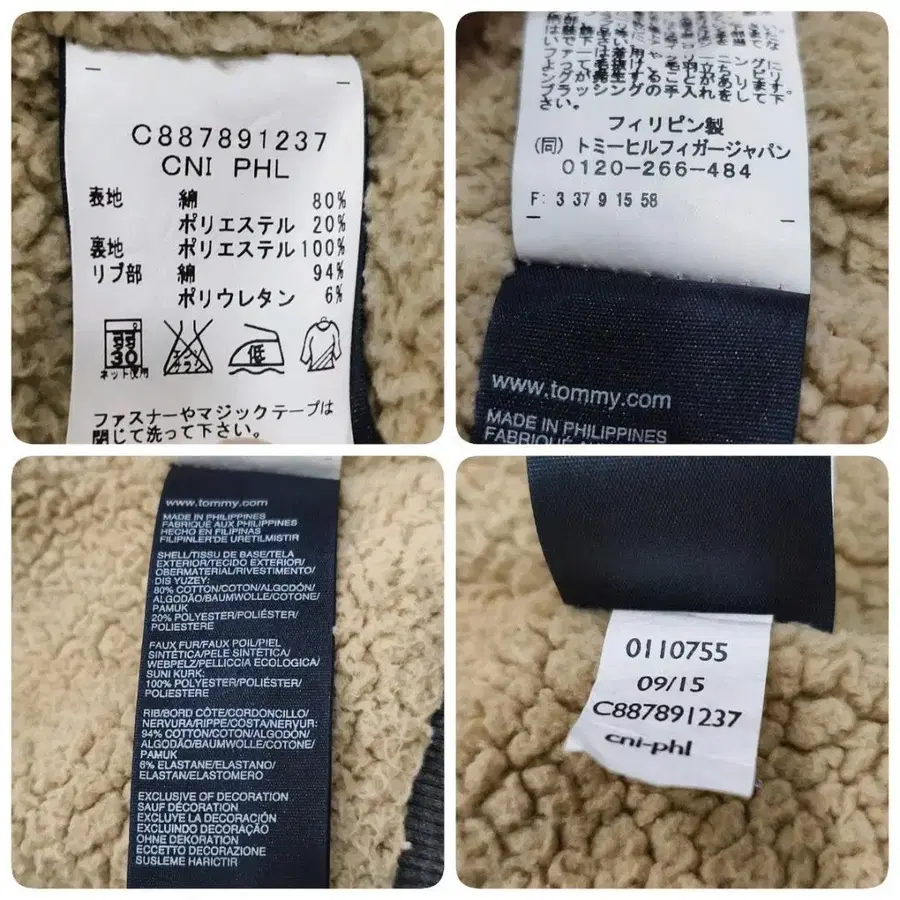 C887891237
CNI PHL
表地 綿 80%
ポリエステル 20%
裏地 ポリエステル 100%
リブ部 綿 94%
ポリウレタン 6%
30
ネット使用
エンソ
クラン
低
ファスナーやマジックテープは
閉じて洗って下さい。
フィリピン製
(同) トミーヒルフィガージャパン
0120-266-484
F: 3 37 9 15 58
www.tommy.com
MADE IN PHILIPPINES
www.tommy.com
MADE IN PHILIPPINES
FABRIQUÉ AUX PHILIPPINES
HECHO EN FILIPINAS
FILIPINLER'DE URETILMISTIR
SHELL/TISSU DE BASE/TELA
EXTERIOR/TECIDO EXTERIOR/
OBERMATERIAL/RIVESTIMENTO/
DIS YUZEY:
80% COTTON/COTON/ALGODÓN/
ALGODÃO/BAUMWOLLE/COTONE/
PAMUK
20% POLYESTER/POLIÉSTER/
POLIESTERE
FAUX FUR/FAUX POIL/PIEL
SINTÉTICA/PELE SINTÉTICA/
WEBPELZ/PELLICCIA ECOLOGICA/
SUNI KURK:
100% POLYESTER/POLIÉSTER/
POLIESTERE
RIB/BORD CÔTE/CORDONCILLO/
NERVURA/RIPPE/COSTA/NERVUR:
94% COTTON/COTON/ALGODÓN/
ALGODÃO/BAUMWOLLE/COTONE/
PAMUK
6% ELASTANE/ELASTANO/
ELASTAN/ELASTOMERO
EXCLUSIVE OF DECORATION
SAUF DÉCORATION
EXCLUYE LA DECORACIÓN
EXCLUINDO DECORAÇÃO
OHNE DEKORATION
ECCETTO DECORAZIONE
SUSLEME HARICTIR
0110755
09/15
C887891237
cni-phl